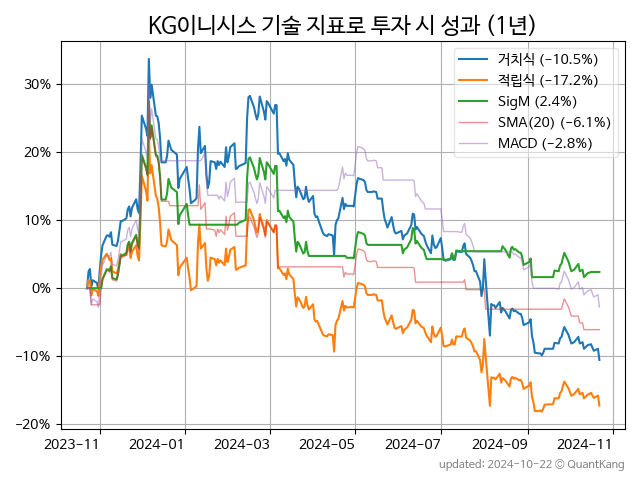 KG이니시스 기술 지표로 투자 시 성과 (1년)
거치식 (−10.5%)
적립식 (−17.2%)
SigM (2.4%)
SMA(20) (−6.1%)
MACD (−2.8%)
30%
20%
10%
0%
−10%
−20%
2023−11 2024−01 2024−03 2024−05 2024−07 2024−09 2024−11
updated: 2024-10-22 © QuantKang